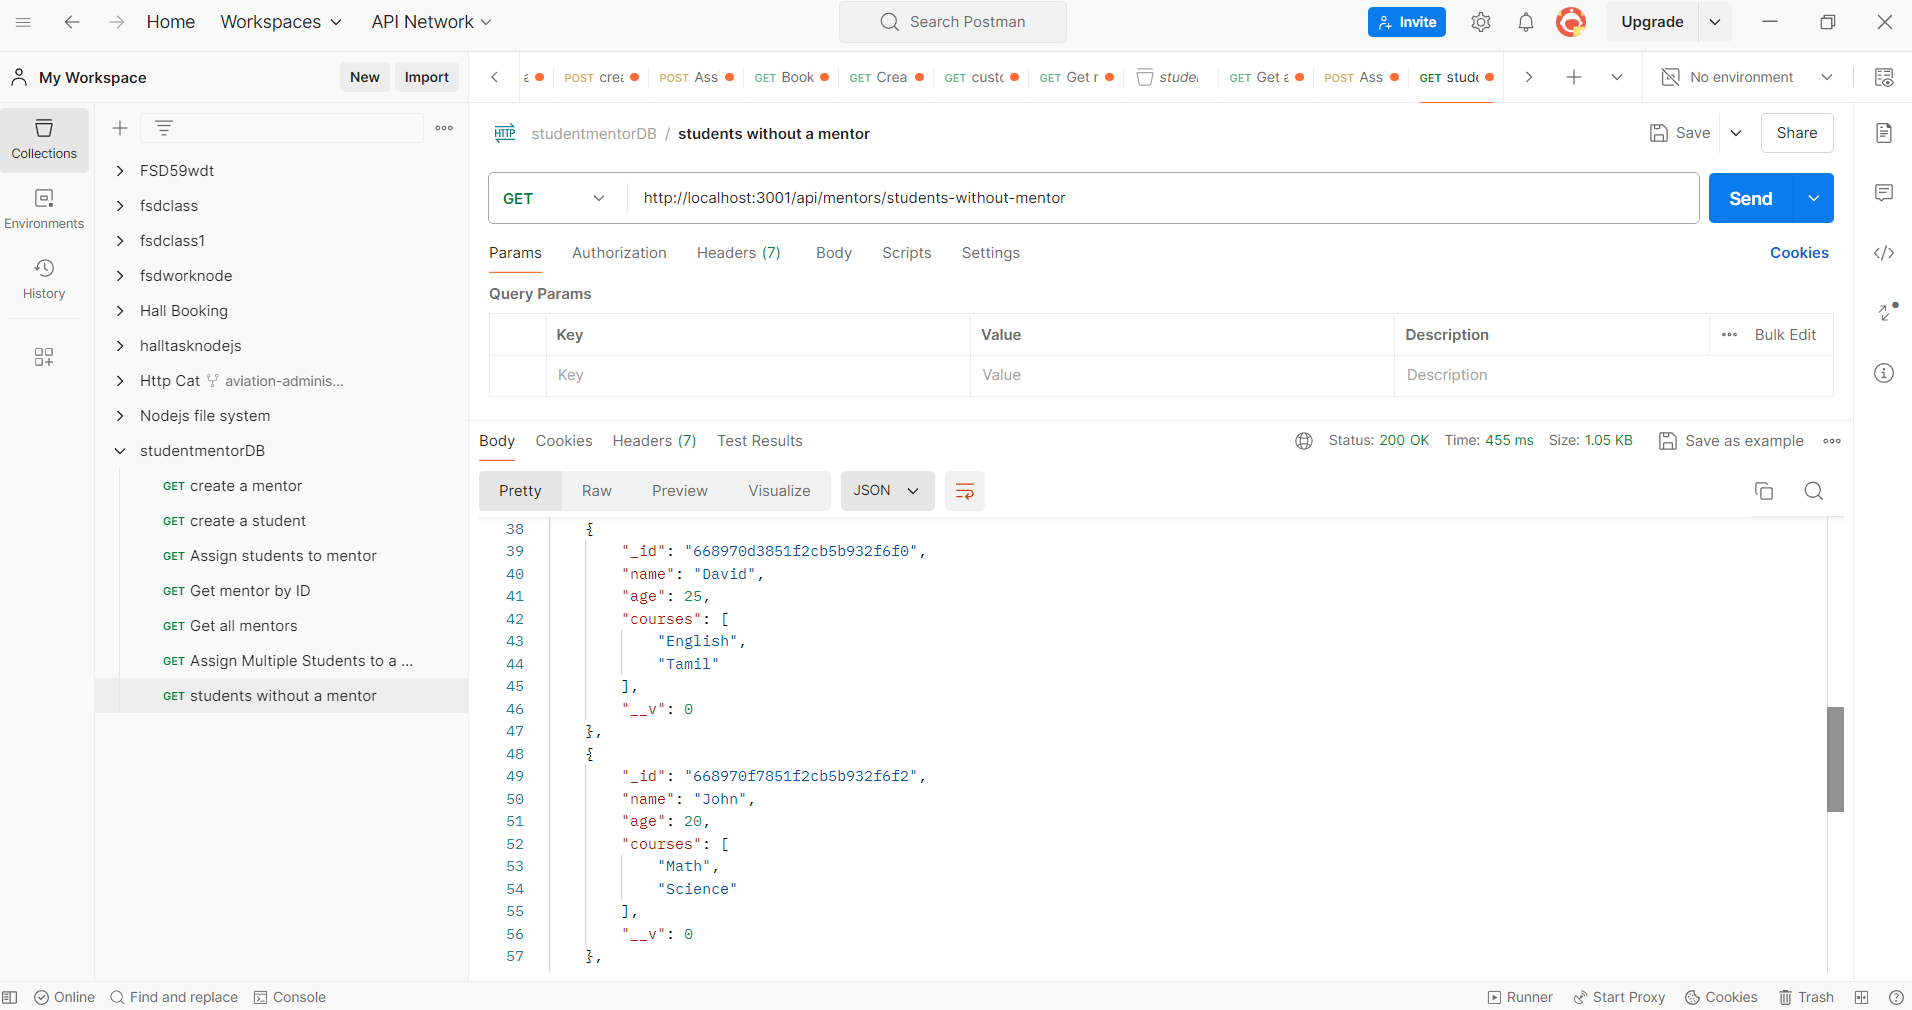 Home Workspaces API Network Search Postman Invite Upgrade
My Workspace New Import
POST crea POST Ass GET Book GET Crea GET custo GET Get r studer GET Get a POST Ass GET stude No environment
Collections
Environments
History
FSD59wdt
fsdclass
fsdclass1
fsdworknode
Hall Booking
halltasknodejs
Http Cat aviation-adminis...
Nodejs file system
studentmentorDB
GET create a mentor
GET create a student
GET Assign students to mentor
GET Get mentor by ID
GET Get all mentors
GET Assign Multiple Students to a ...
GET students without a mentor
HTTP studentmentorDB / students without a mentor Save Share
GET http://localhost:3001/api/mentors/students-without-mentor Send
Params Authorization Headers (7) Body Scripts Settings Cookies
Query Params
Key Value Description Bulk Edit
Key Value Description
Body Cookies Headers (7) Test Results Status: 200 OK Time: 455 ms Size: 1.05 KB Save as example
Pretty Raw Preview Visualize JSON
38 {
39 "_id": "668970d3851f2cb5b932f6f0",
40 "name": "David",
41 "age": 25,
42 "courses": [
43 "English",
44 "Tamil"
45 ],
46 "__v": 0
47 },
48 {
49 "_id": "668970f7851f2cb5b932f6f2",
50 "name": "John",
51 "age": 20,
52 "courses": [
53 "Math",
54 "Science"
55 ],
56 "__v": 0
57 },
Online Find and replace Console Runner Start Proxy Cookies Trash